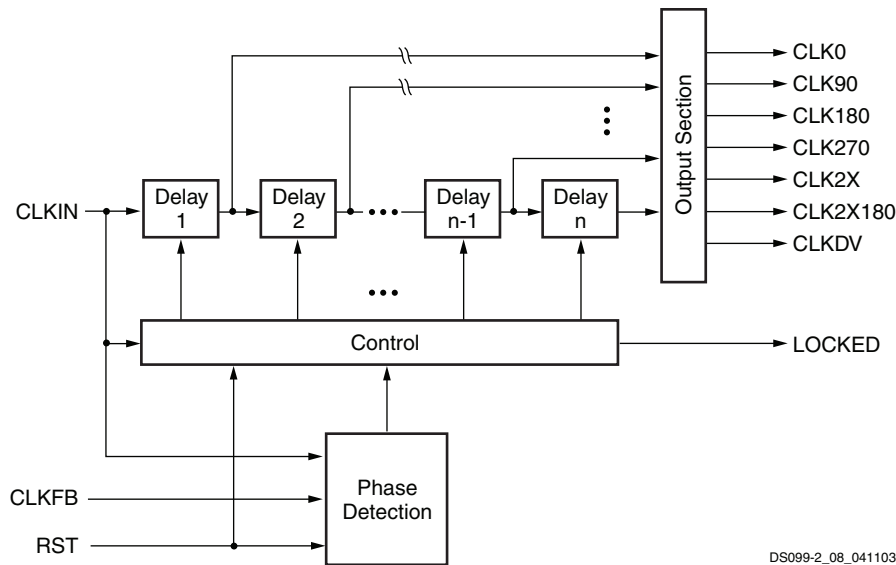 CLK0
CLK90
CLK180
CLK270
CLK2X
CLK2X180
CLKDV
Output Section
CLKIN
Delay
1
Delay
2
Delay
n-1
Delay
n
Control
LOCKED
CLKFB
RST
Phase
Detection
DS099-2_08_041103